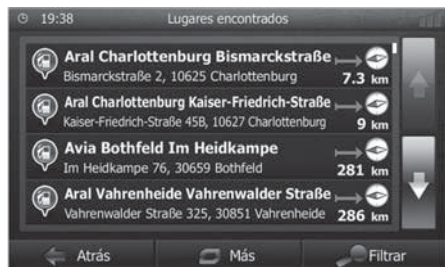 19:38 Lugares encontrados
Aral Charlottenburg Bismarckstraße
Bismarckstraße 2, 10625 Charlottenburg 7.3 km
Aral Charlottenburg Kaiser-Friedrich-Straße
Kaiser-Friedrich-Straße 45B, 10627 Charlottenburg 9 km
Avia Bothfeld Im Heidkampe
Im Heidkampe 76, 30659 Bothfeld 281 km
Aral Vahrenheide Vahrenwalder Straße
Vahrenwalder Straße 325, 30851 Vahrenheide 286 km
Atrás Más Filtrar